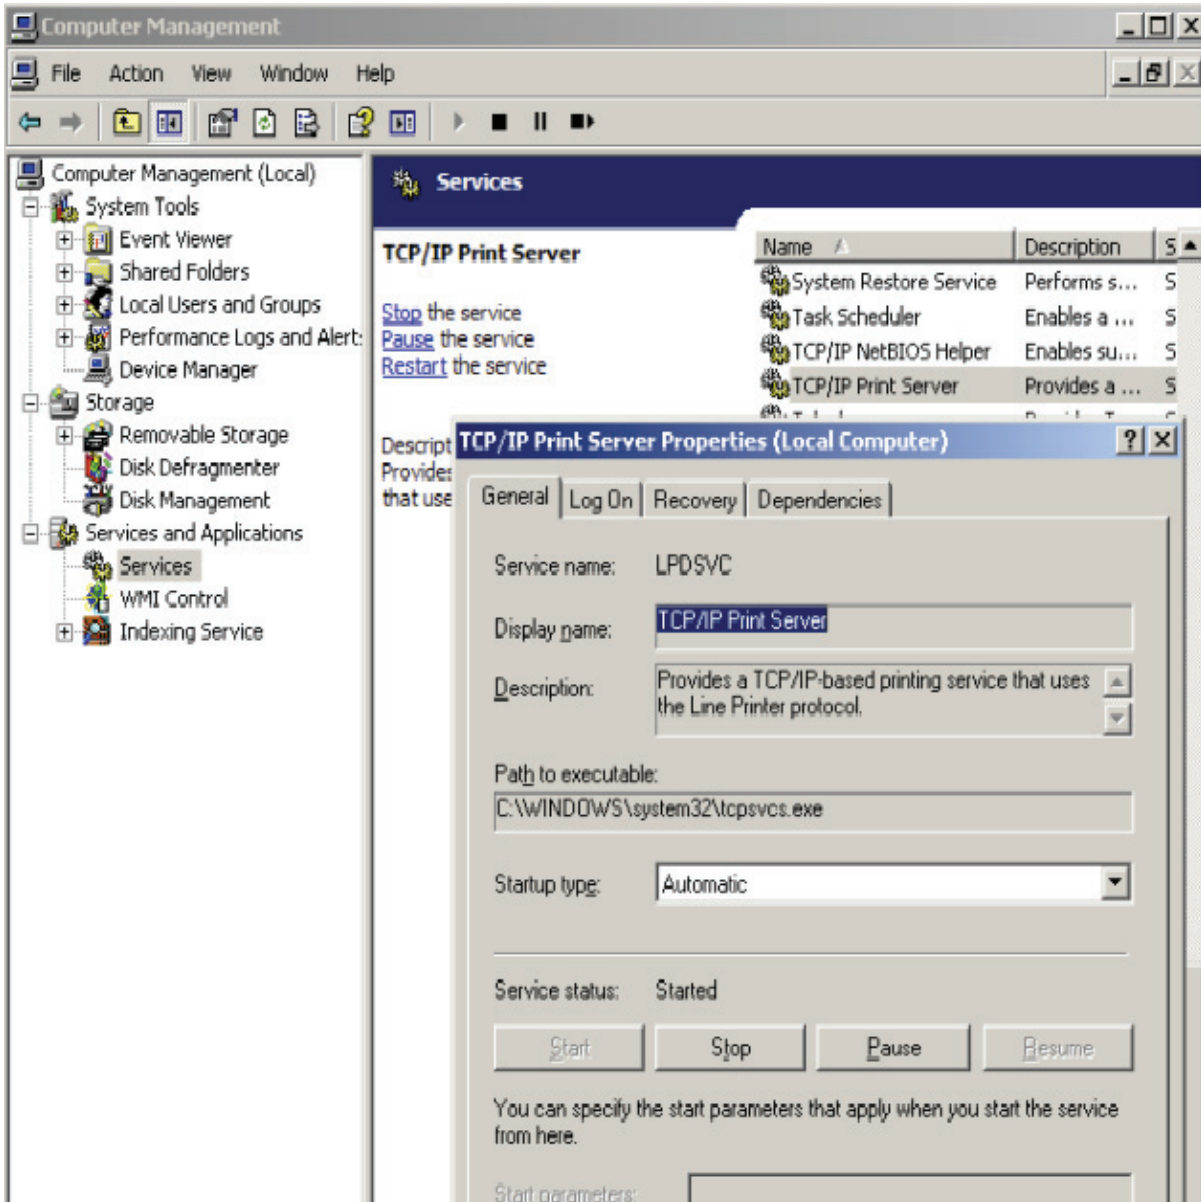 Computer Management
File Action View Window Help
Computer Management (Local)
System Tools
Event Viewer
Shared Folders
Local Users and Groups
Performance Logs and Alert
Device Manager
Storage
Removable Storage
Disk Defragmenter
Disk Management
Services and Applications
Services
WMI Control
Indexing Service
Services
TCP/IP Print Server
Stop the service
Pause the service
Restart the service
Descript
Provides
that use
Name Description S
System Restore Service Performs s... S
Task Scheduler Enables a ... S
TCP/IP NetBIOS Helper Enables su... S
TCP/IP Print Server Provides a ... S
TCP/IP Print Server Properties (Local Computer)
General Log On Recovery Dependencies
Service name: LPDSVC
Display name: TCP/IP Print Server
Description: Provides a TCP/IP-based printing service that uses
the Line Printer protocol.
Path to executable:
C:\WINDOWS\system32\tcpsvcs.exe
Startup type: Automatic
Service status: Started
Start Stop Pause Resume
You can specify the start parameters that apply when you start the service
from here.
Start parameters: